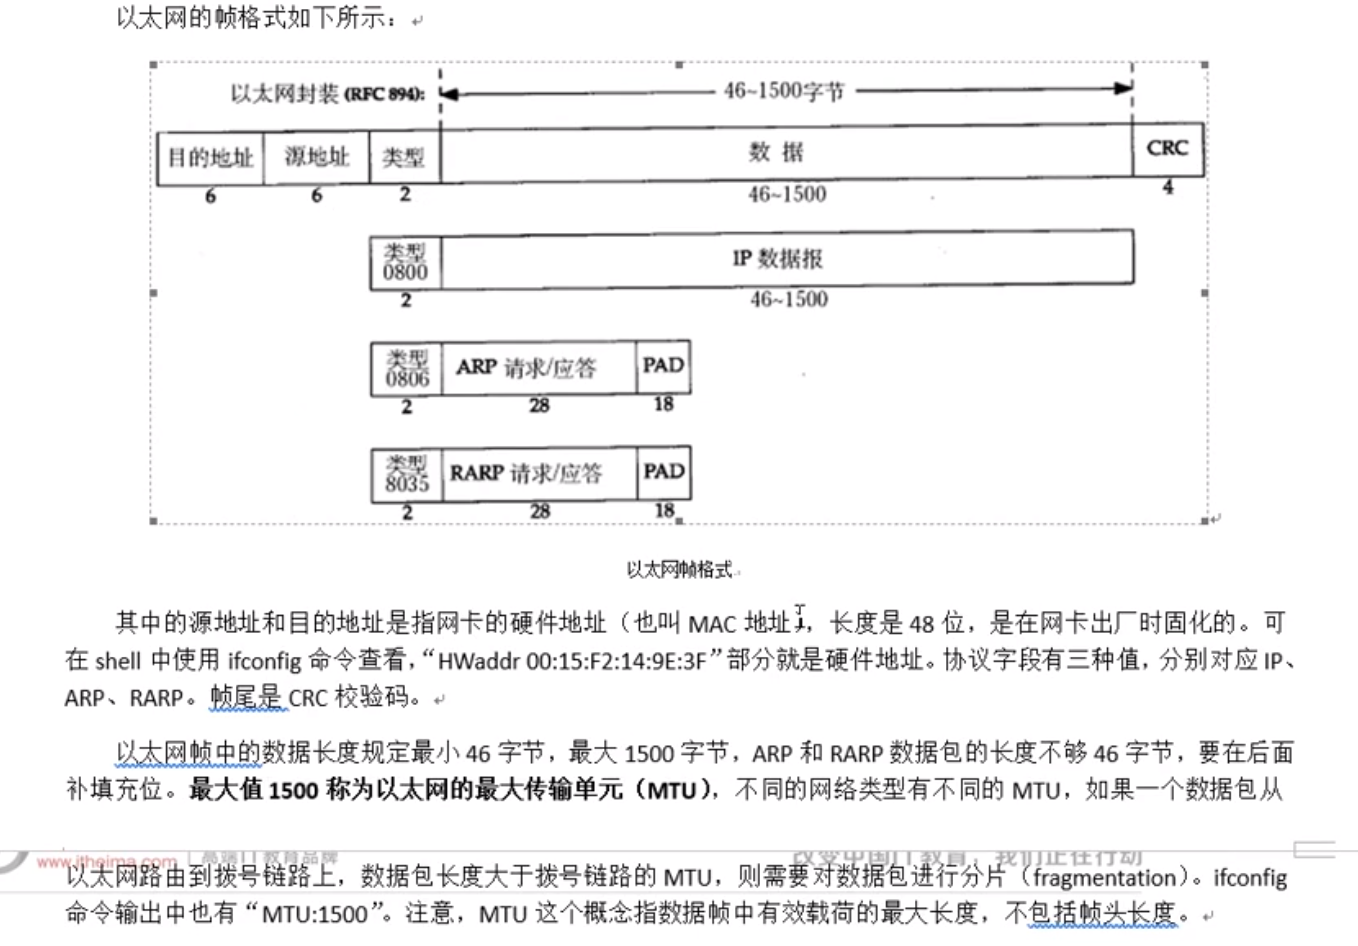 以太网的帧格式如下所示：
以太网封装 (RFC 894):
46~1500字节
目的地址 源地址 类型 数 据 CRC
6 6 2 46~1500 4
类型
0800
IP 数据报
2 46~1500
类型
0806
ARP 请求/应答 PAD
2 28 18
类型
8035
RARP 请求/应答 PAD
2 28 18
以太网帧格式
其中的源地址和目的地址是指网卡的硬件地址（也叫 MAC 地址），长度是 48 位，是在网卡出厂时固化的。可
在 shell 中使用 ifconfig 命令查看，“HWaddr 00:15:F2:14:9E:3F”部分就是硬件地址。协议字段有三种值，分别对应 IP、
ARP、RARP。帧尾是 CRC 校验码。
以太网帧中的数据长度规定最小 46 字节，最大 1500 字节，ARP 和 RARP 数据包的长度不够 46 字节，要在后面
补填充位。最大值 1500 称为以太网的最大传输单元（MTU），不同的网络类型有不同的 MTU，如果一个数据包从
www.itheima.com 高端IT教育品牌 改变中国IT教育，我们正在行动
以太网路由到拨号链路上，数据包长度大于拨号链路的 MTU，则需要对数据包进行分片（fragmentation）。ifconfig
命令输出中也有“MTU:1500”。注意，MTU 这个概念指数据帧中有效载荷的最大长度，不包括帧头长度。